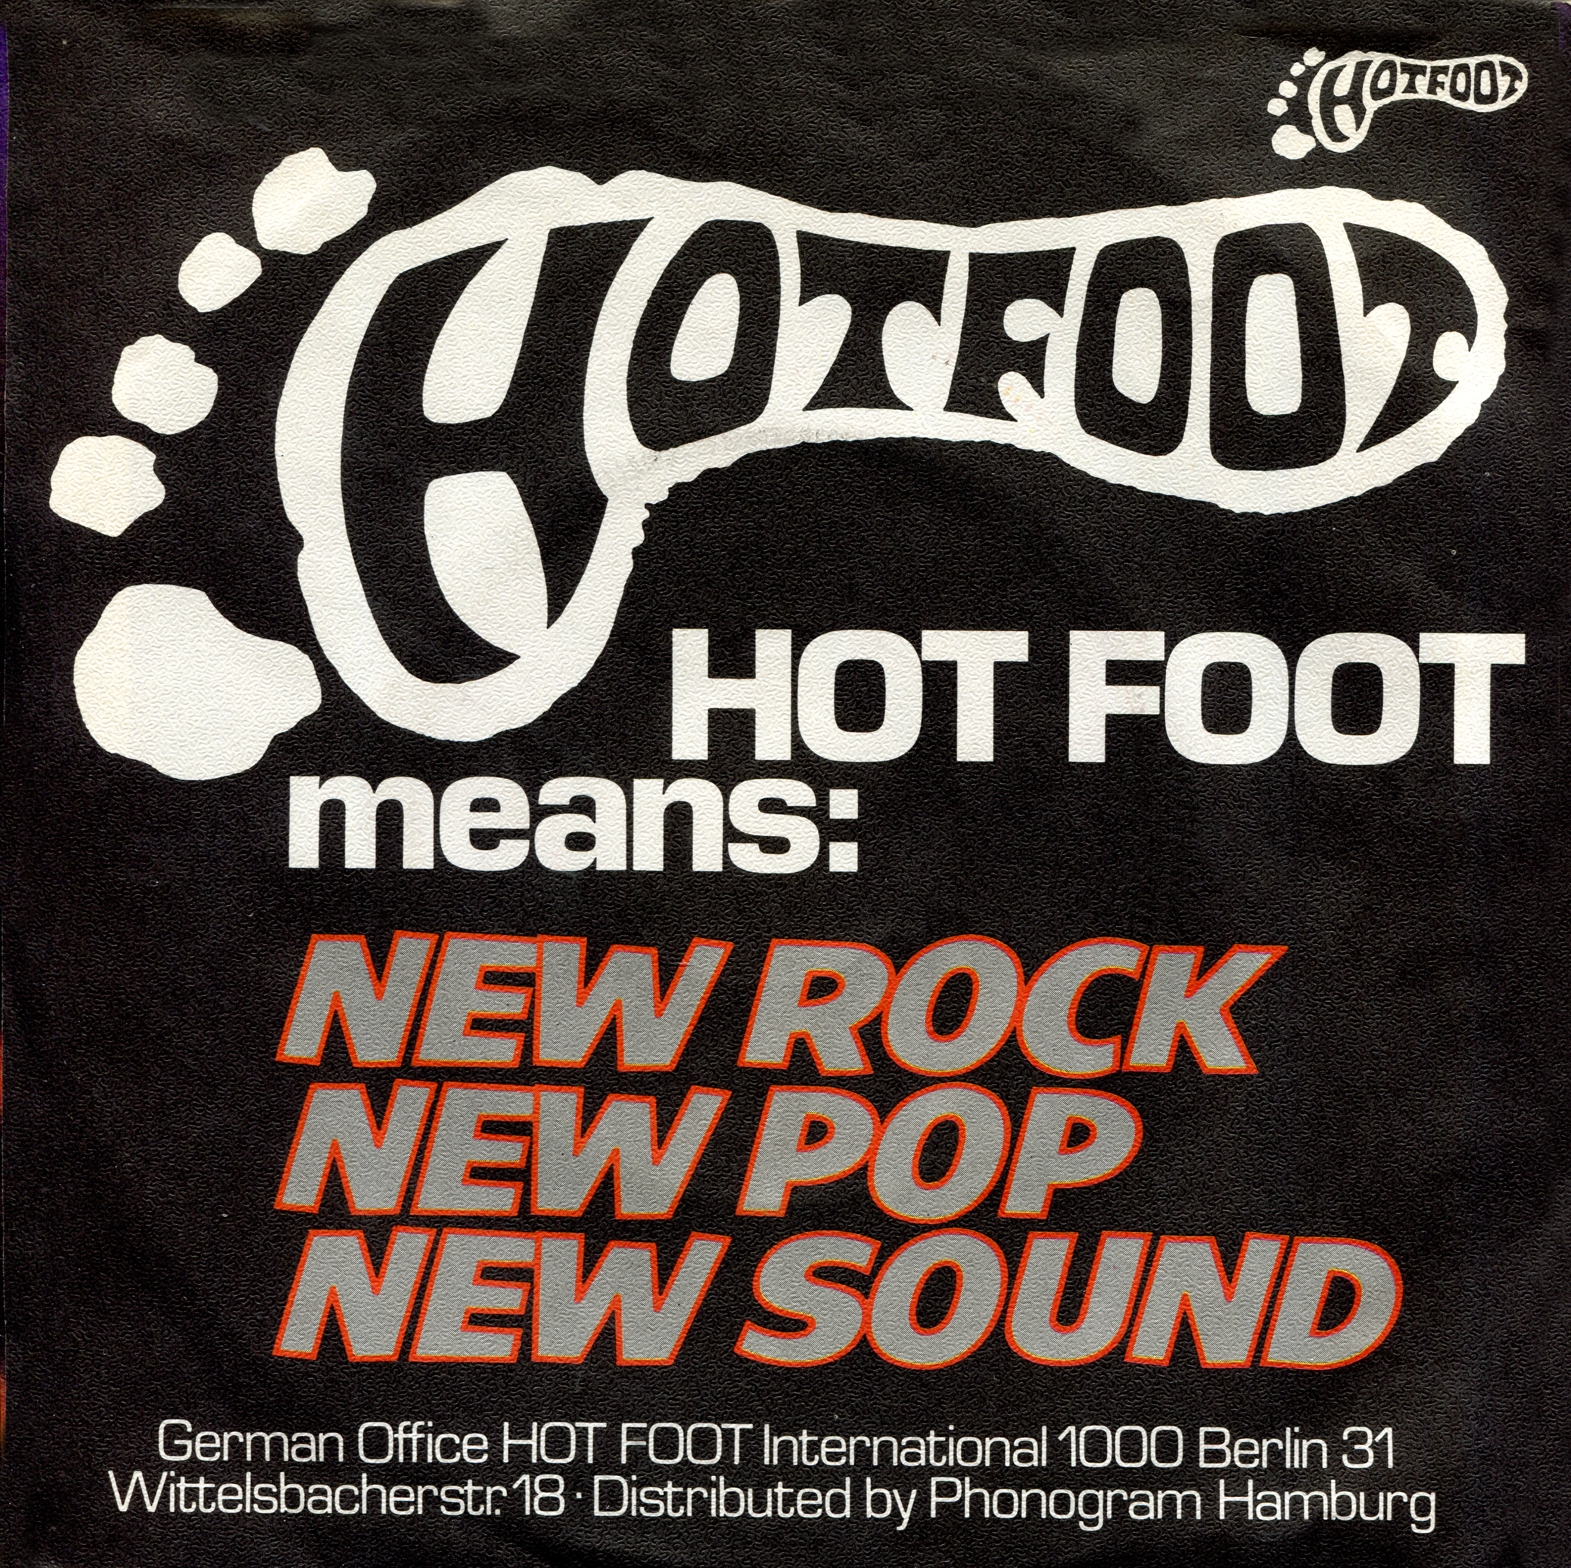 HOTFOOT
HOTFOOT
HOT FOOT
means:
NEW ROCK
NEW POP
NEW SOUND
German Office HOT FOOT International 1000 Berlin 31
Wittelsbacherstr. 18 · Distributed by Phonogram Hamburg